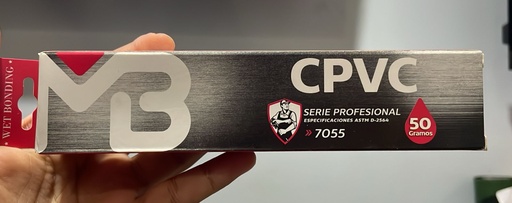 WET BONDING
MB
CPVC
SERIE PROFESIONAL
ESPECIFICACIONES ASTM D-2564
» 7055
50
Gramos